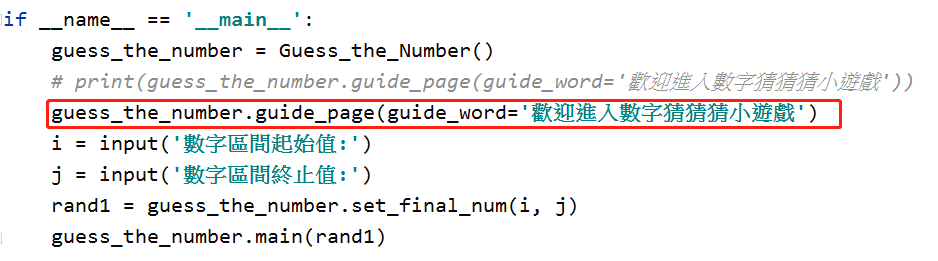 if __name__ == '__main__':
    guess_the_number = Guess_the_Number()
    # print(guess_the_number.guide_page(guide_word='歡迎進入數字猜猜猜小遊戲'))
    guess_the_number.guide_page(guide_word='歡迎進入數字猜猜猜小遊戲')
    i = input('數字區間起始值:')
    j = input('數字區間終止值:')
    rand1 = guess_the_number.set_final_num(i, j)
    guess_the_number.main(rand1)